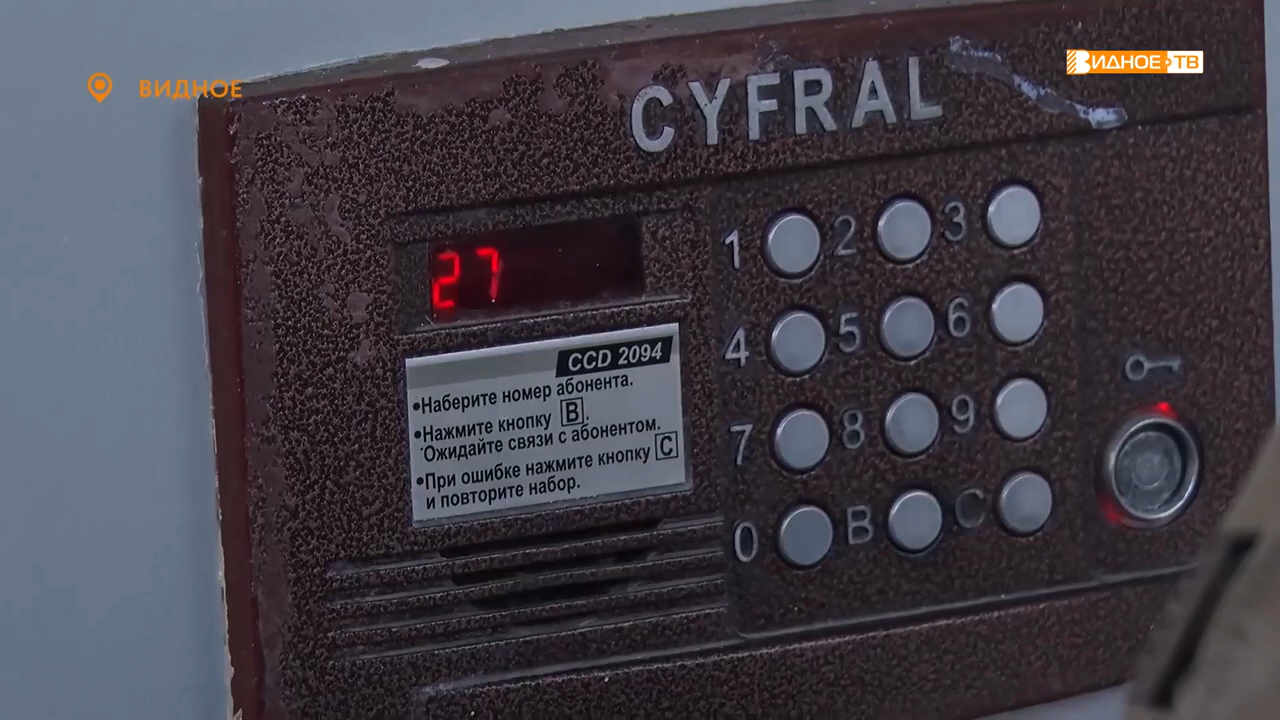 ВИДНОЕ
ВИДНОЕ ТВ
CYFRAL
27
1 2 3
4 5 6
7 8 9
0 B C
CCD 2094
•Наберите номер абонента.
•Нажмите кнопку B.
Ожидайте связи с абонентом.
•При ошибке нажмите кнопку C
и повторите набор.